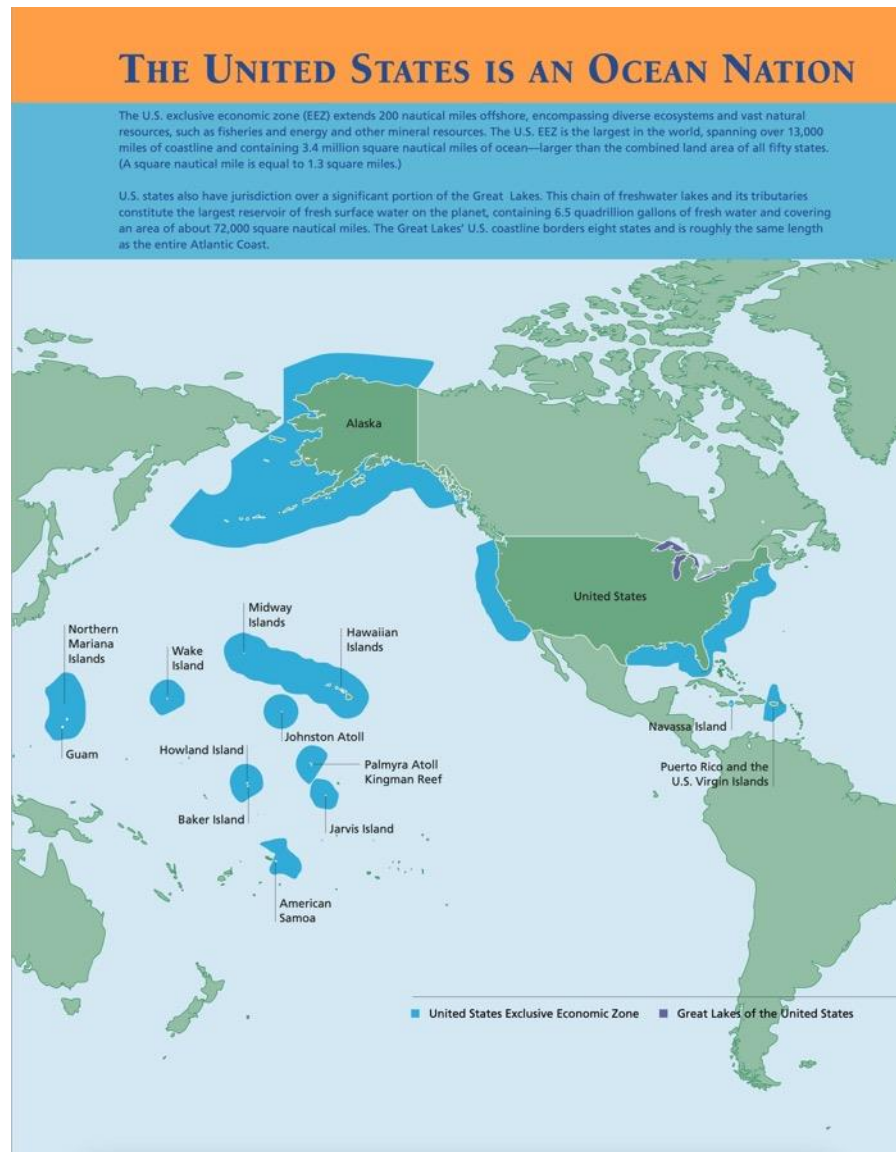 THE UNITED STATES IS AN OCEAN NATION
The U.S. exclusive economic zone (EEZ) extends 200 nautical miles offshore, encompassing diverse ecosystems and vast natural
resources, such as fisheries and energy and other mineral resources. The U.S. EEZ is the largest in the world, spanning over 13,000
miles of coastline and containing 3.4 million square nautical miles of ocean—larger than the combined land area of all fifty states.
(A square nautical mile is equal to 1.3 square miles.)
U.S. states also have jurisdiction over a significant portion of the Great Lakes. This chain of freshwater lakes and its tributaries
constitute the largest reservoir of fresh surface water on the planet, containing 6.5 quadrillion gallons of fresh water and covering
an area of about 72,000 square nautical miles. The Great Lakes' U.S. coastline borders eight states and is roughly the same length
as the entire Atlantic Coast.
Alaska
United States
Northern
Mariana
Islands
Wake
Island
Midway
Islands
Hawaiian
Islands
Guam
Howland Island
Johnston Atoll
Baker Island
Palmyra Atoll
Kingman Reef
Jarvis Island
American
Samoa
Navassa Island
Puerto Rico and the
U.S. Virgin Islands
United States Exclusive Economic Zone
Great Lakes of the United States